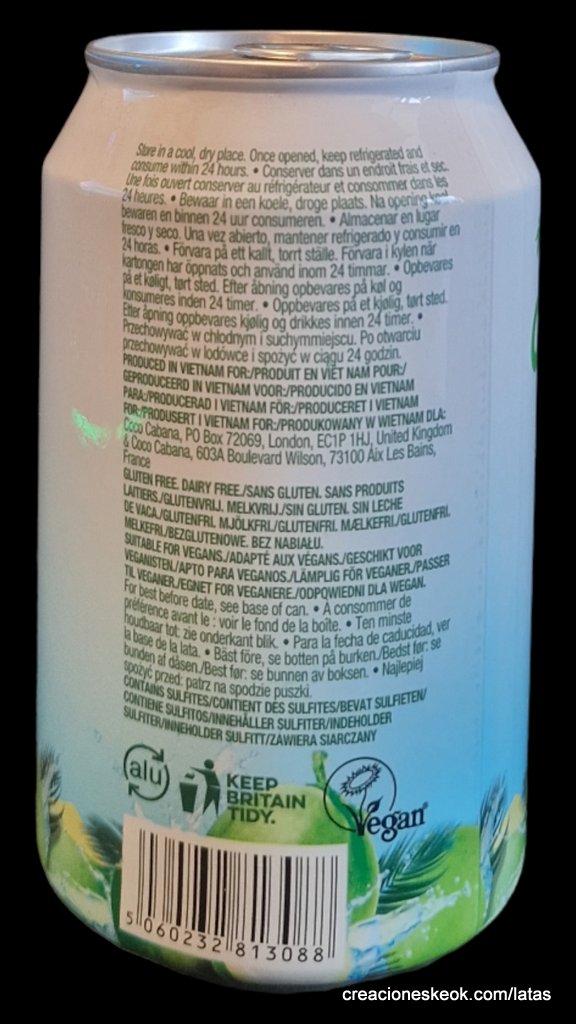 Store in a cool, dry place. Once opened, keep refrigerated and
consume within 24 hours. • Conserver dans un endroit frais et sec.
Une fois ouvert conserver au réfrigérateur et consommer dans les
24 heures. • Bewaar in een koele, droge plaats. Na opening koel
bewaren en binnen 24 uur consumeren. • Almacenar en lugar
fresco y seco. Una vez abierto, mantener refrigerado y consumir en
24 horas. • Förvara på ett kallt, torrt ställe. Förvara i kylen när
kartongen har öppnats och använd inom 24 timmar. • Opbevares
på et køligt, tørt sted. Efter åbning opbevares på køl og
konsumeres inden 24 timer. • Oppbevares på et kjølig, tørt sted.
Etter åpning oppbevares kjølig og drikkes innen 24 timer. •
Przechowywać w chłodnym i suchymmiejscu. Po otwarciu
przechowywać w lodówce i spożyć w ciągu 24 godzin.
PRODUCED IN VIETNAM FOR:/PRODUIT EN VIÊT NAM POUR:/
GEPRODUCEERD IN VIETNAM VOOR:/PRODUCIDO EN VIETNAM
PARA:/PRODUCERAD I VIETNAM FÖR:/PRODUCERET I VIETNAM
FOR:/PRODUSERT I VIETNAM FOR:/PRODUKOWANY W WIETNAM DLA:
Coco Cabana, PO Box 72069, London, EC1P 1HJ, United Kingdom
& Coco Cabana, 603A Boulevard Wilson, 73100 Aix Les Bains,
France
GLUTEN FREE. DAIRY FREE./SANS GLUTEN. SANS PRODUITS
LAITIERS./GLUTENVRIJ. MELKVRIJ./SIN GLUTEN. SIN LECHE
DE VACA./GLUTENFRI. MJÖLKFRI./GLUTENFRI. MÆLKEFRI./GLUTENFRI.
MELKEFRI./BEZGLUTENOWE. BEZ NABIAŁU.
SUITABLE FOR VEGANS./ADAPTÉ AUX VÉGANS./GESCHIKT VOOR
VEGANISTEN./APTO PARA VEGANOS./LÄMPLIG FÖR VEGANER./PASSER
TIL VEGANER./EGNET FOR VEGANERE./ODPOWIEDNI DLA WEGAN.
For best before date, see base of can. • À consommer de
préférence avant le : voir le fond de la boîte. • Ten minste
houdbaar tot: zie onderkant blik. • Para la fecha de caducidad, ver
la base de la lata. • Bäst före, se botten på burken./Bedst før: se
bunden af dåsen./Best før: se bunnen av boksen. • Najlepiej
spożyć przed: patrz na spodzie puszki.
CONTAINS SULFITES/CONTIENT DES SULFITES/BEVAT SULFIETEN/
CONTIENE SULFITOS/INNEHÅLLER SULFITER/INDEHOLDER
SULFITER/INNEHOLDER SULFITT/ZAWIERA SIARCZANY
alu
KEEP
BRITAIN
TIDY.
Vegan
5 060232 813088
creacioneskeok.com/latas